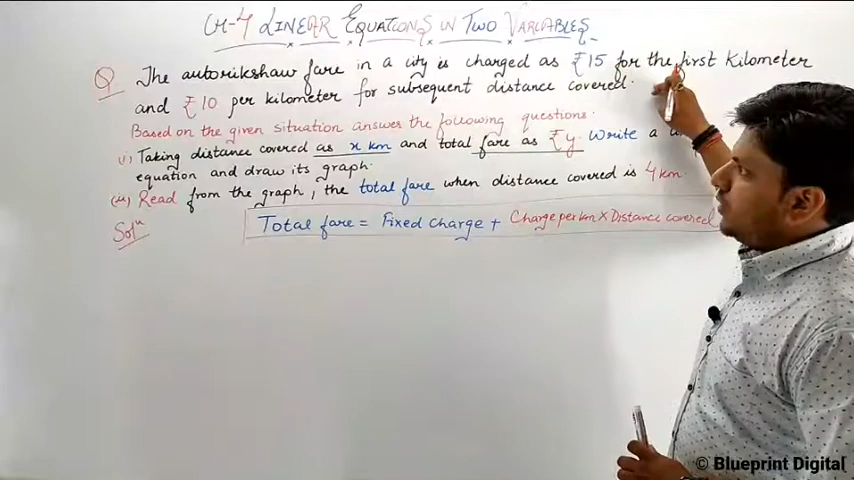 CH-4 LINEAR EQUATIONS IN TWO VARIABLES
Q The autorikshaw fare in a city is charged as ₹15 for the first kilometer
and ₹10 per kilometer for subsequent distance covered.
Based on the given situation answers the following questions.
(i) Taking distance covered as x km and total fare as ₹y. Write a
equation and draw its graph.
(ii) Read from the graph, the total fare when distance covered is 4 km.
Solⁿ
Total fare = Fixed charge + Charge per km × Distance covered
© Blueprint Digital